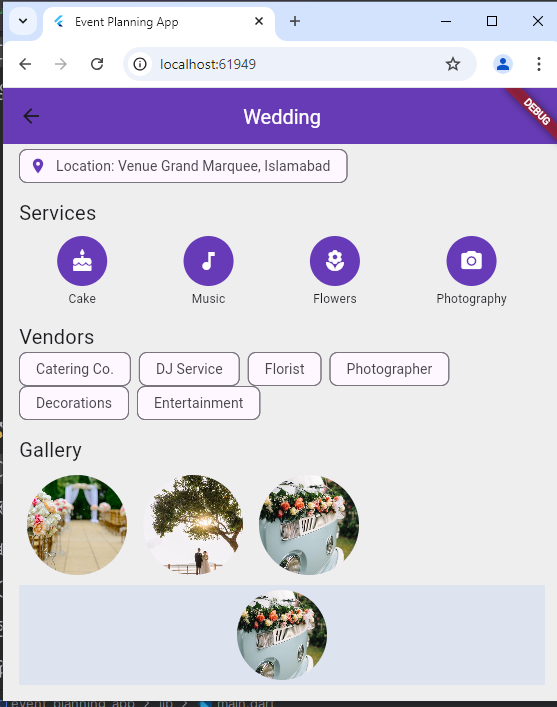 Event Planning App
localhost:61949
Wedding
DEBUG
Location: Venue Grand Marquee, Islamabad
Services
Cake Music Flowers Photography
Vendors
Catering Co. DJ Service Florist Photographer
Decorations Entertainment
Gallery